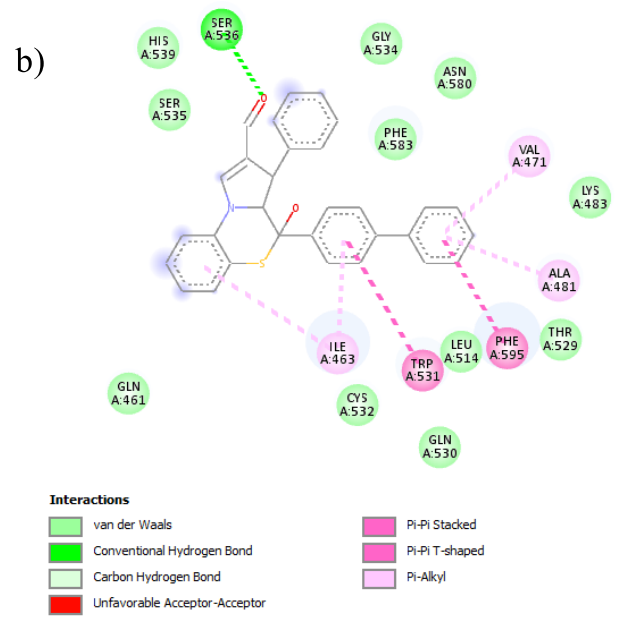 b)
SER
A:536
HIS
A:539
GLY
A:534
ASN
A:580
SER
A:535
PHE
A:583
VAL
A:471
LYS
A:483
O
O
N
S
ALA
A:481
ILE
A:463
TRP
A:531
LEU
A:514
PHE
A:595
THR
A:529
GLN
A:461
CYS
A:532
GLN
A:530
Interactions
van der Waals
Conventional Hydrogen Bond
Carbon Hydrogen Bond
Unfavorable Acceptor-Acceptor
Pi-Pi Stacked
Pi-Pi T-shaped
Pi-Alkyl